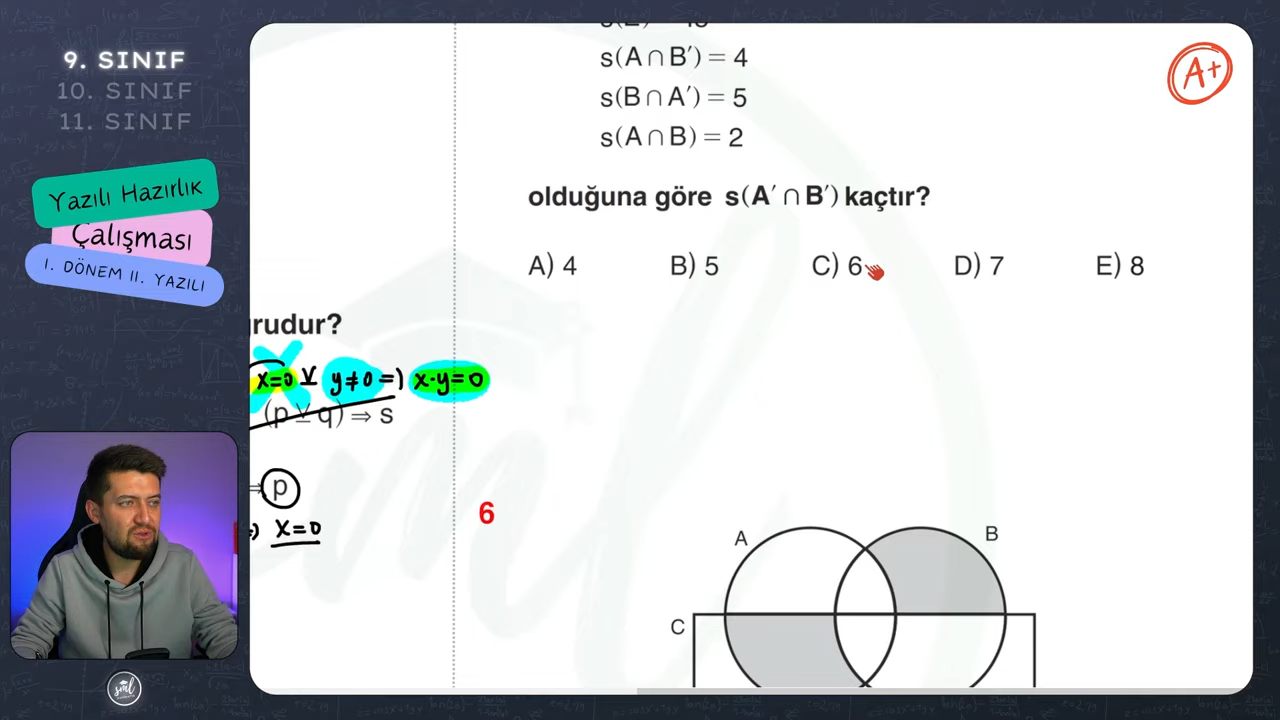 9. SINIF
10. SINIF
11. SINIF
Yazılı Hazırlık
Çalışması
I. DÖNEM II. YAZILI
s(A ∩ B′) = 4
s(B ∩ A′) = 5
s(A ∩ B) = 2
olduğuna göre s(A′ ∩ B′) kaçtır?
A) 4 B) 5 C) 6 D) 7 E) 8
rudur?
x=0 ⊻ y≠0 => x·y=0
(p ⊻ q) ⇒ s
⇒ p
x=0
6
A
B
C
A+
sml